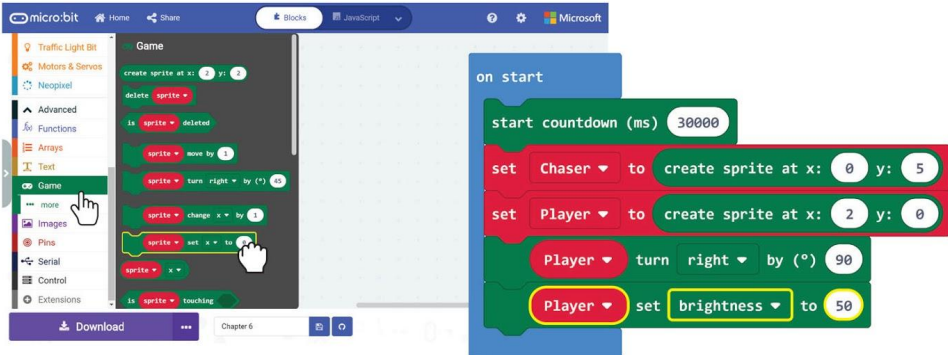 micro:bit Home Share Blocks JavaScript Microsoft
Traffic Light Bit
Motors & Servos
Neopixel
Advanced
Functions
Arrays
Text
Game
more
Images
Pins
Serial
Control
Extensions
Game
create sprite at x: 2 y: 2
delete sprite
is sprite deleted
sprite move by 1
sprite turn right by (°) 45
sprite change x by 1
sprite set x to
sprite x
is sprite touching
Download Chapter 6
on start
start countdown (ms) 30000
set Chaser to create sprite at x: 0 y: 5
set Player to create sprite at x: 2 y: 0
Player turn right by (°) 90
Player set brightness to 50